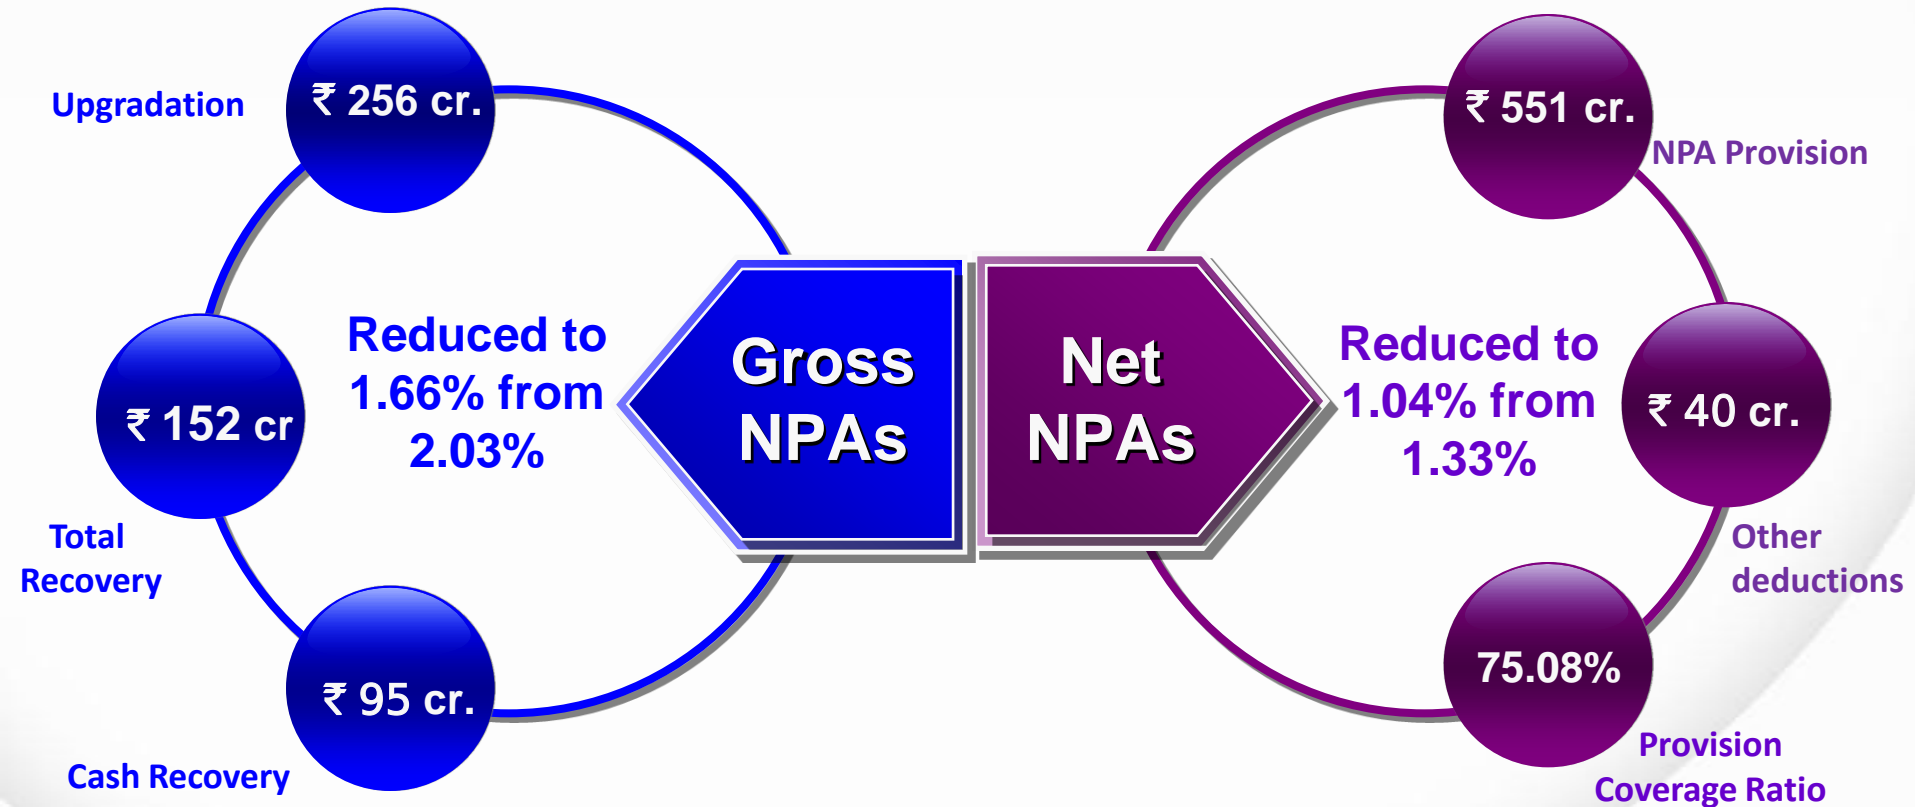 Upgradation
₹ 256 cr.
₹ 152 cr
Total
Recovery
₹ 95 cr.
Cash Recovery
Reduced to
1.66% from
2.03%
Gross
NPAs
Net
NPAs
Reduced to
1.04% from
1.33%
₹ 551 cr.
NPA Provision
₹ 40 cr.
Other
deductions
75.08%
Provision
Coverage Ratio